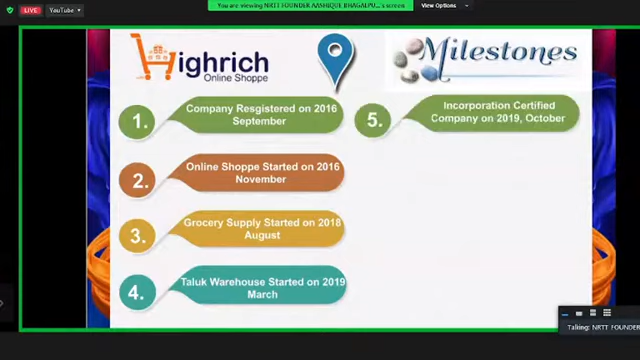 You are viewing NRTT FOUNDER AASHIQUE BHAGALPU...'s screen
View Options
LIVE
YouTube
Highrich
Online Shoppe
Milestones
1.
Company Resgistered on 2016
September
2.
Online Shoppe Started on 2016
November
3.
Grocery Supply Started on 2018
August
4.
Taluk Warehouse Started on 2019
March
5.
Incorporation Certified
Company on 2019, October
Talking: NRTT FOUNDER